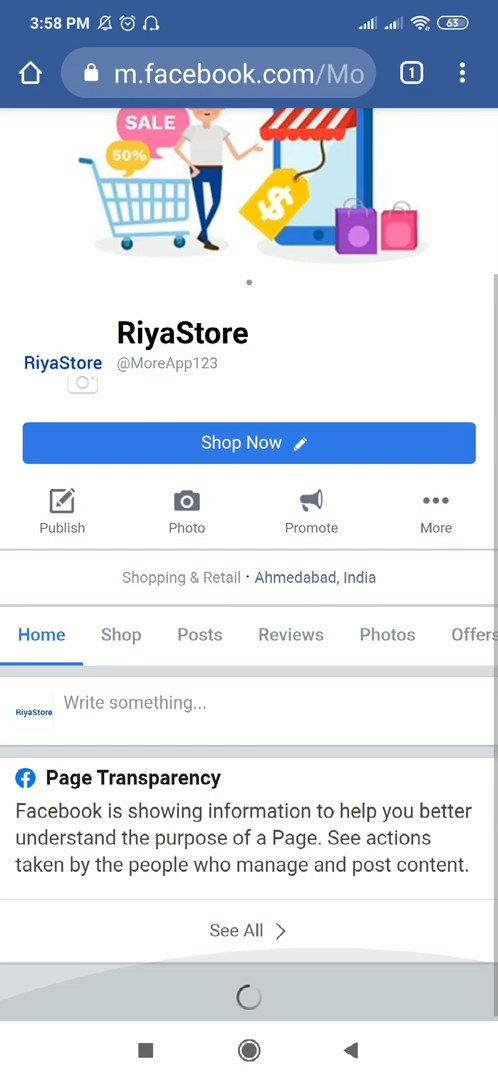 3:58 PM 63
m.facebook.com/Mo 1
SALE
50%
$
RiyaStore
RiyaStore @MoreApp123
Shop Now
Publish Photo Promote More
Shopping & Retail · Ahmedabad, India
Home Shop Posts Reviews Photos Offers
RiyaStore Write something...
Page Transparency
Facebook is showing information to help you better
understand the purpose of a Page. See actions
taken by the people who manage and post content.
See All